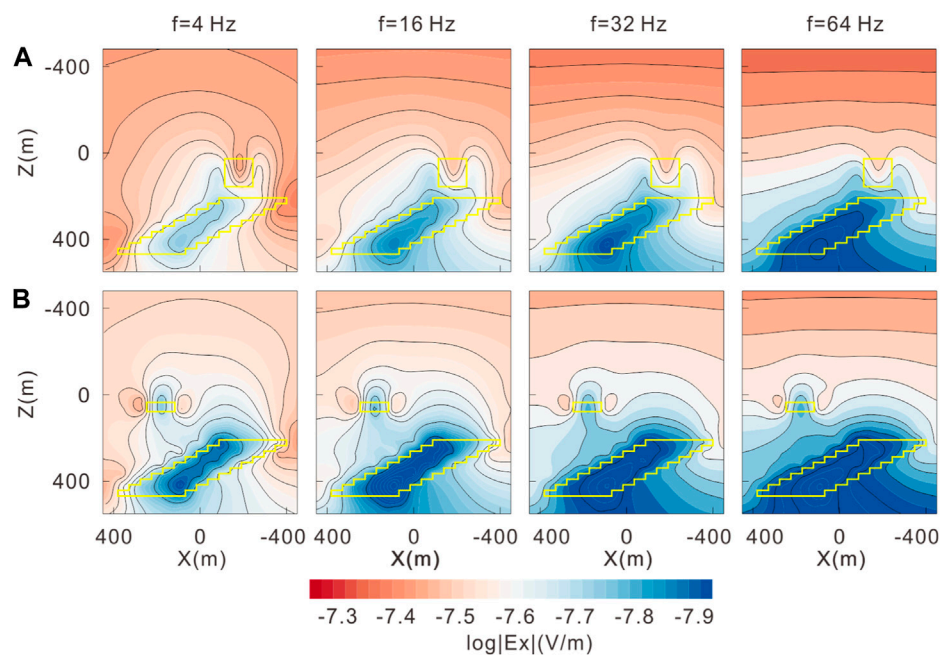 f=4 Hz f=16 Hz f=32 Hz f=64 Hz
A
-400
0
400
Z(m)
B
-400
0
400
Z(m)
400 0 -400 400 0 -400 400 0 -400 400 0 -400
X(m) X(m) X(m) X(m)
-7.3 -7.4 -7.5 -7.6 -7.7 -7.8 -7.9
log|Ex|(V/m)